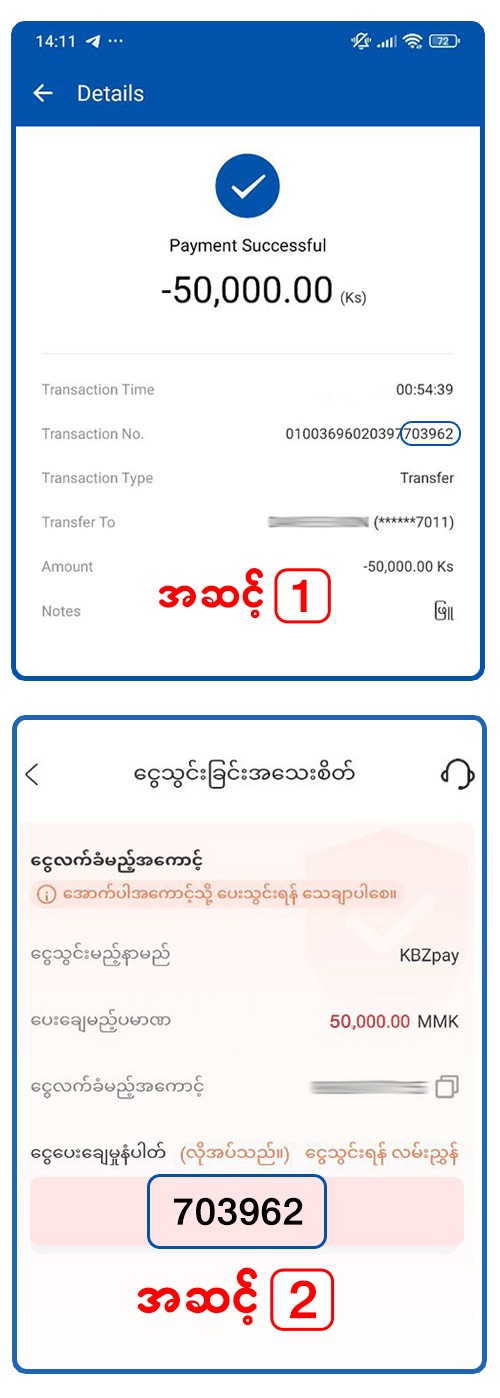 14:11 ... 72
Details
Payment Successful
-50,000.00 (Ks)
Transaction Time 00:54:39
Transaction No. 01003696020397703962
Transaction Type Transfer
Transfer To (******7011)
Amount -50,000.00 Ks
အဆင့် 1
Notes ဖြူ။
ငွေသွင်းခြင်းအသေးစိတ်
ငွေလက်ခံမည့်အကောင့်
အောက်ပါအကောင့်သို့ ပေးသွင်းရန် သေချာပါစေ။
ငွေသွင်းမည့်နာမည် KBZpay
ပေးချေမည့်ပမာဏ 50,000.00 MMK
ငွေလက်ခံမည့်အကောင့်
ငွေပေးချေမှုနံပါတ် (လိုအပ်သည်။) ငွေသွင်းရန် လမ်းညွှန်
703962
အဆင့် 2